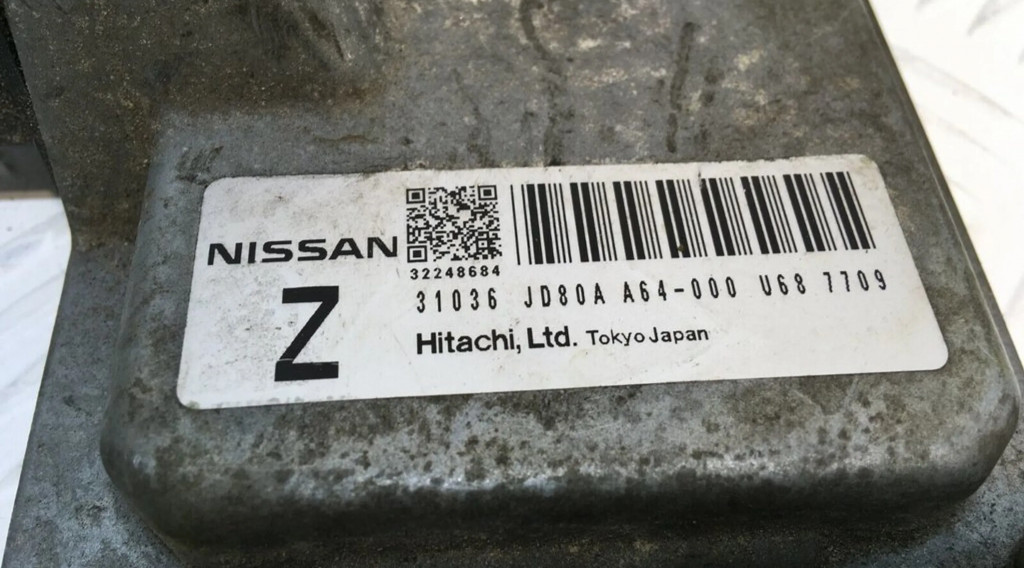 NISSAN
32248684
31036 JD80A A64-000 U68 7709
Z
Hitachi, Ltd. Tokyo Japan